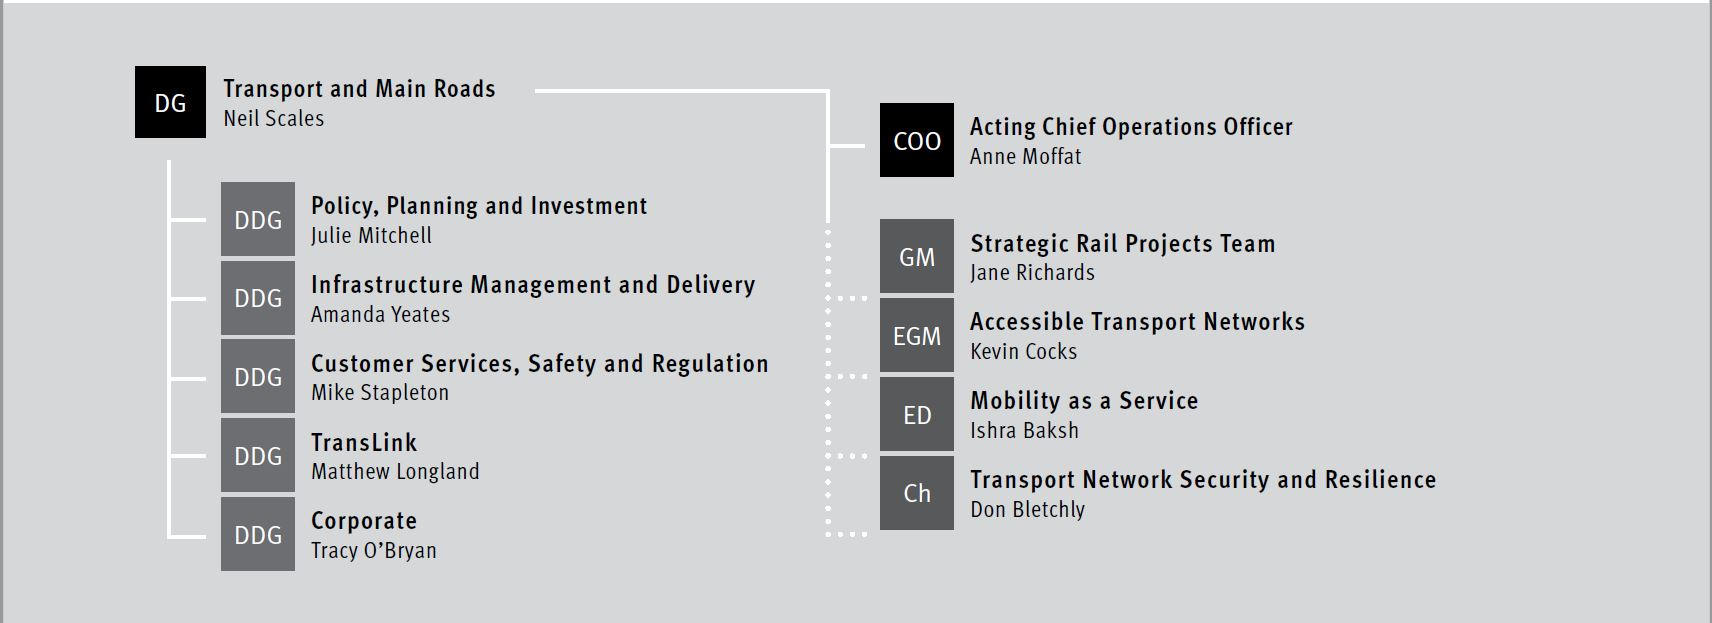 DG
Transport and Main Roads
Neil Scales
DDG
Policy, Planning and Investment
Julie Mitchell
DDG
Infrastructure Management and Delivery
Amanda Yeates
DDG
Customer Services, Safety and Regulation
Mike Stapleton
DDG
TransLink
Matthew Longland
DDG
Corporate
Tracy O’Bryan
COO
Acting Chief Operations Officer
Anne Moffat
GM
Strategic Rail Projects Team
Jane Richards
EGM
Accessible Transport Networks
Kevin Cocks
ED
Mobility as a Service
Ishra Baksh
Ch
Transport Network Security and Resilience
Don Bletchly